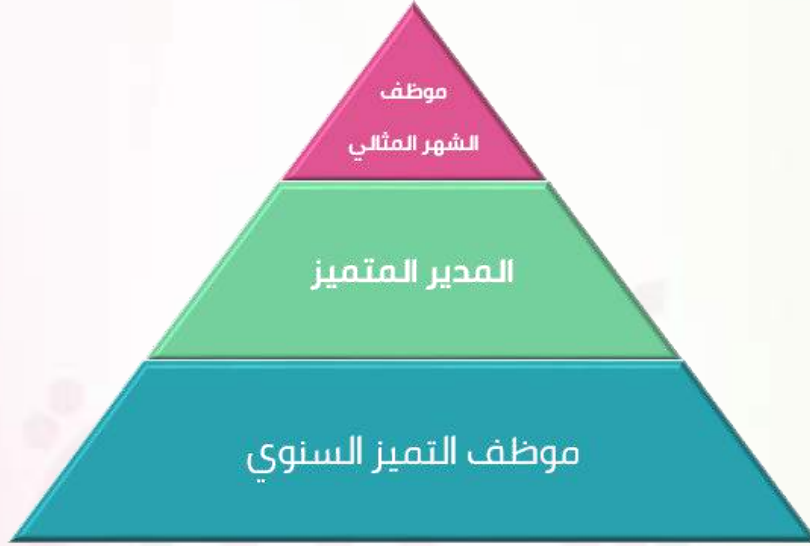 موظف
الشهر المثالي
المدير المتميز
موظف التميز السنوي